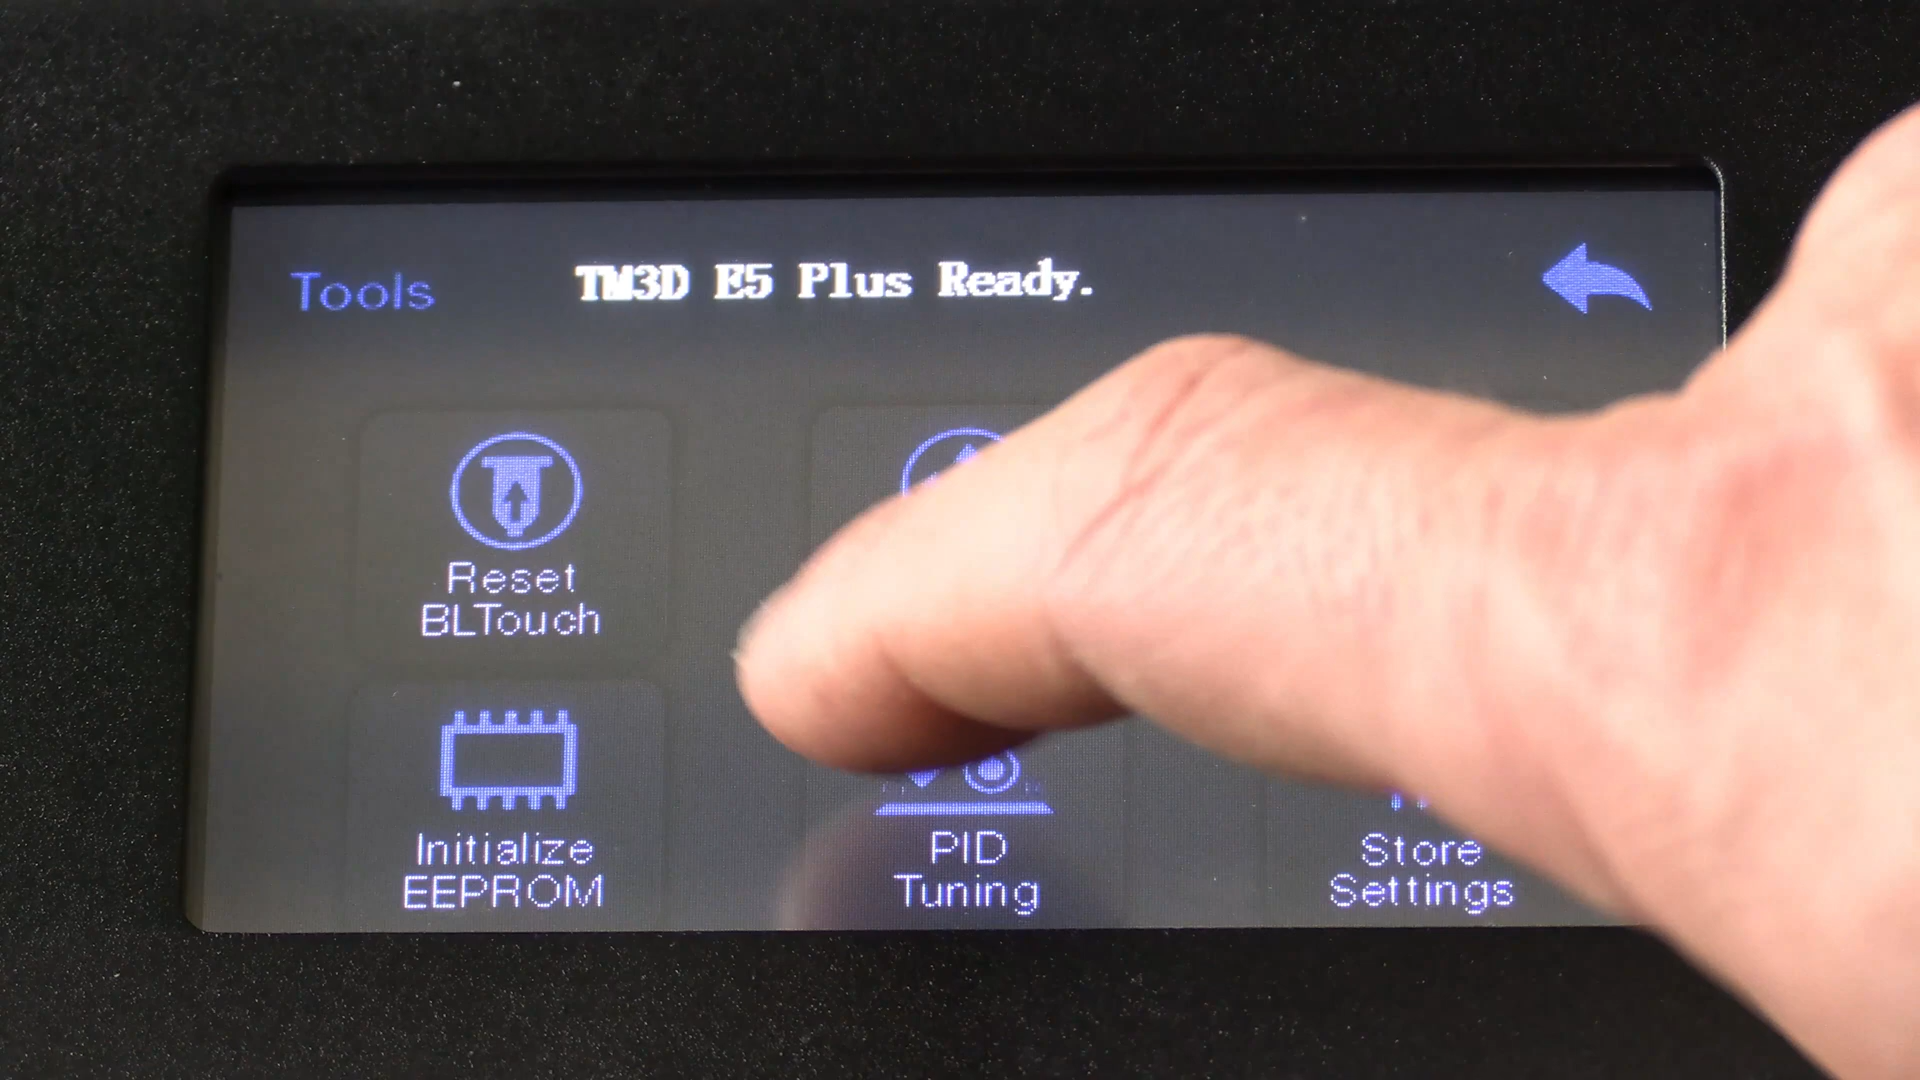 Tools
TM3D E5 Plus Ready.
Reset
BLTouch
Initialize
EEPROM
PID
Tuning
Store
Settings